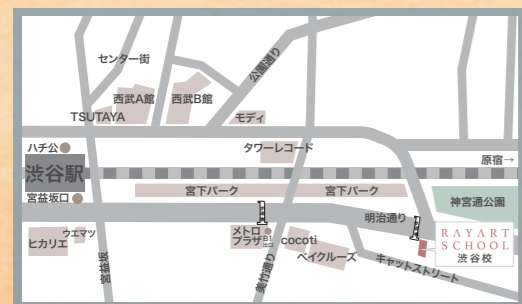 センター街
公園通り
西武A館
西武B館
TSUTAYA
モディ
ハチ公
タワーレコード
原宿→
渋谷駅
宮下パーク
宮下パーク
宮益坂口
神宮通公園
明治通り
ウエマツ
ヒカリエ
メトロ
プラザ
B1
cocoti
ベイクルーズ
RAYART
SCHOOL
渋谷校
キャットストリート
宮益坂
美竹通り